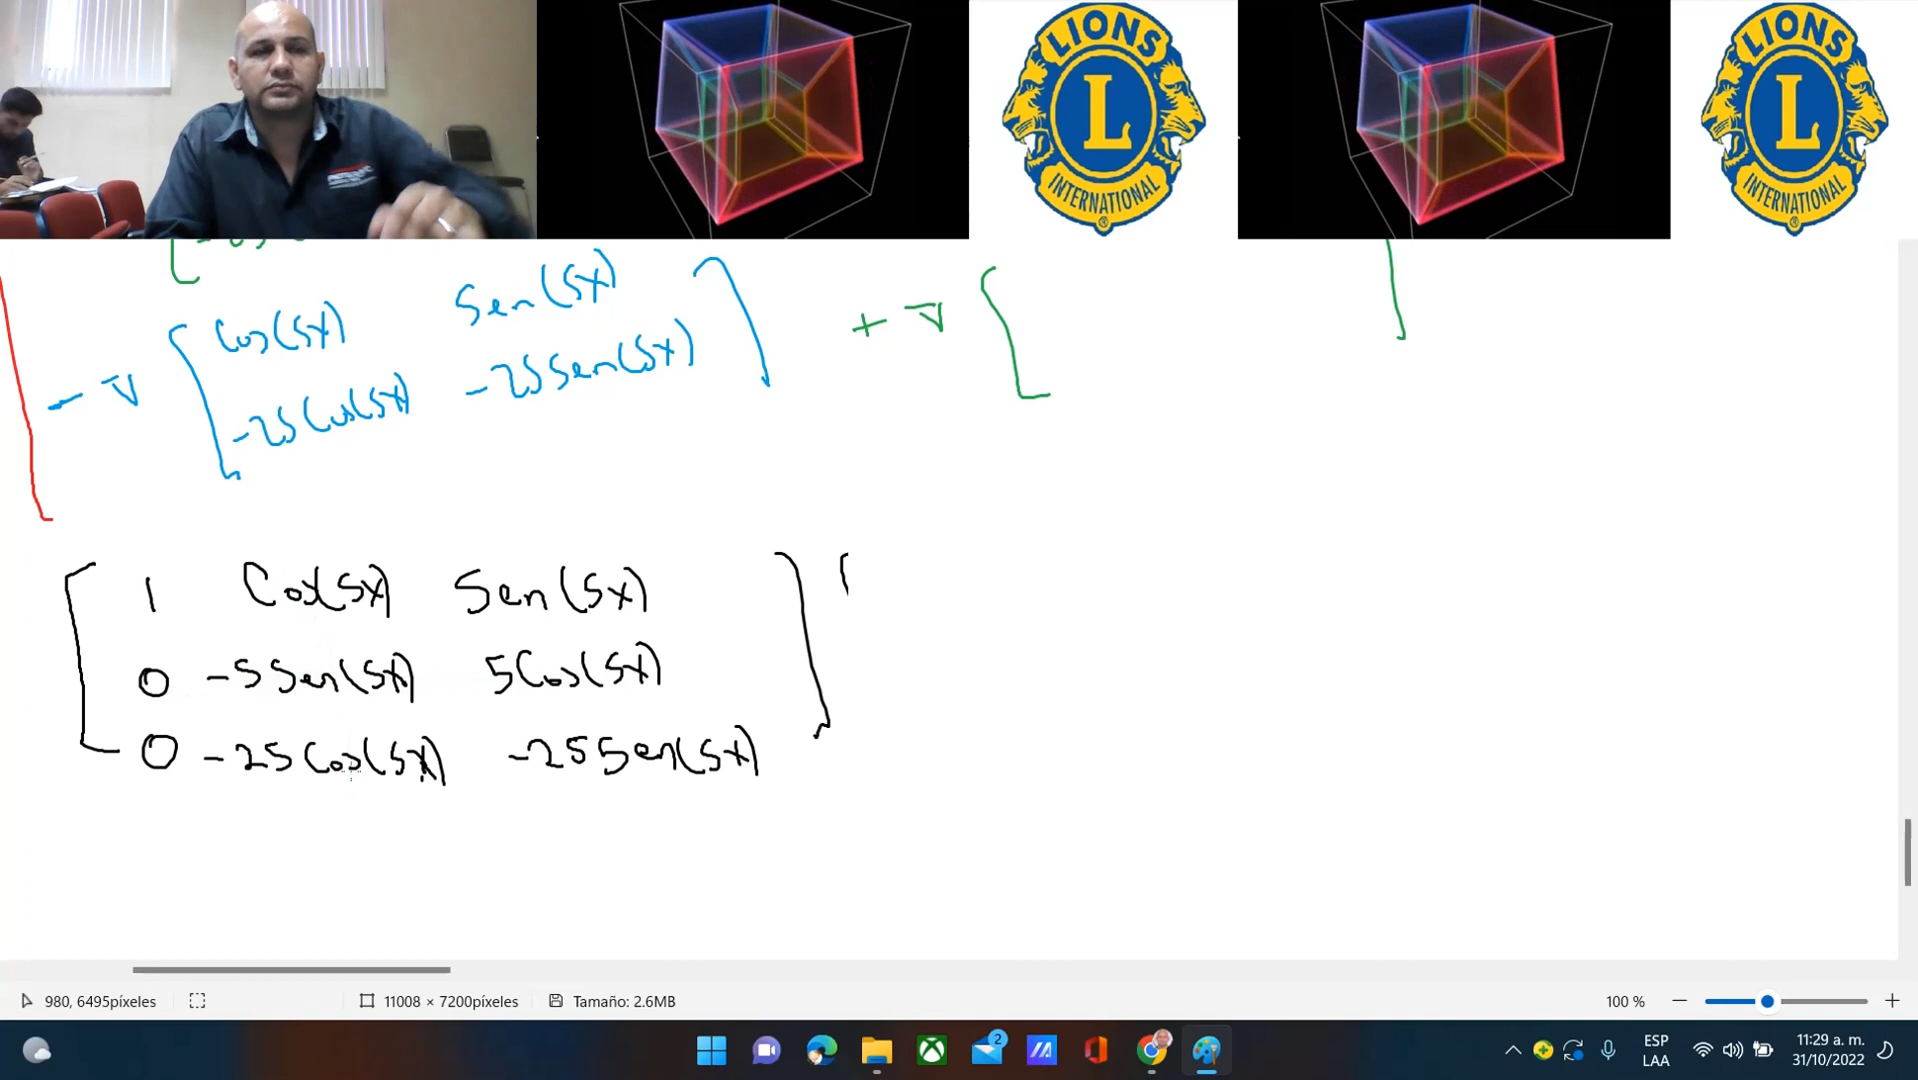 LIONS
L
INTERNATIONAL
®
LIONS
L
INTERNATIONAL
®
Cos(5x) Sen(5x)
- ∇
-25Cos(5x) -25Sen(5x)
+ ∇
1 Cos(5x) Sen(5x)
0 -5Sen(5x) 5Cos(5x)
0 -25Cos(5x) -25Sen(5x)
980, 6495píxeles
11008 × 7200píxeles
Tamaño: 2.6MB
100 %
2
ESP
LAA
11:29 a. m.
31/10/2022